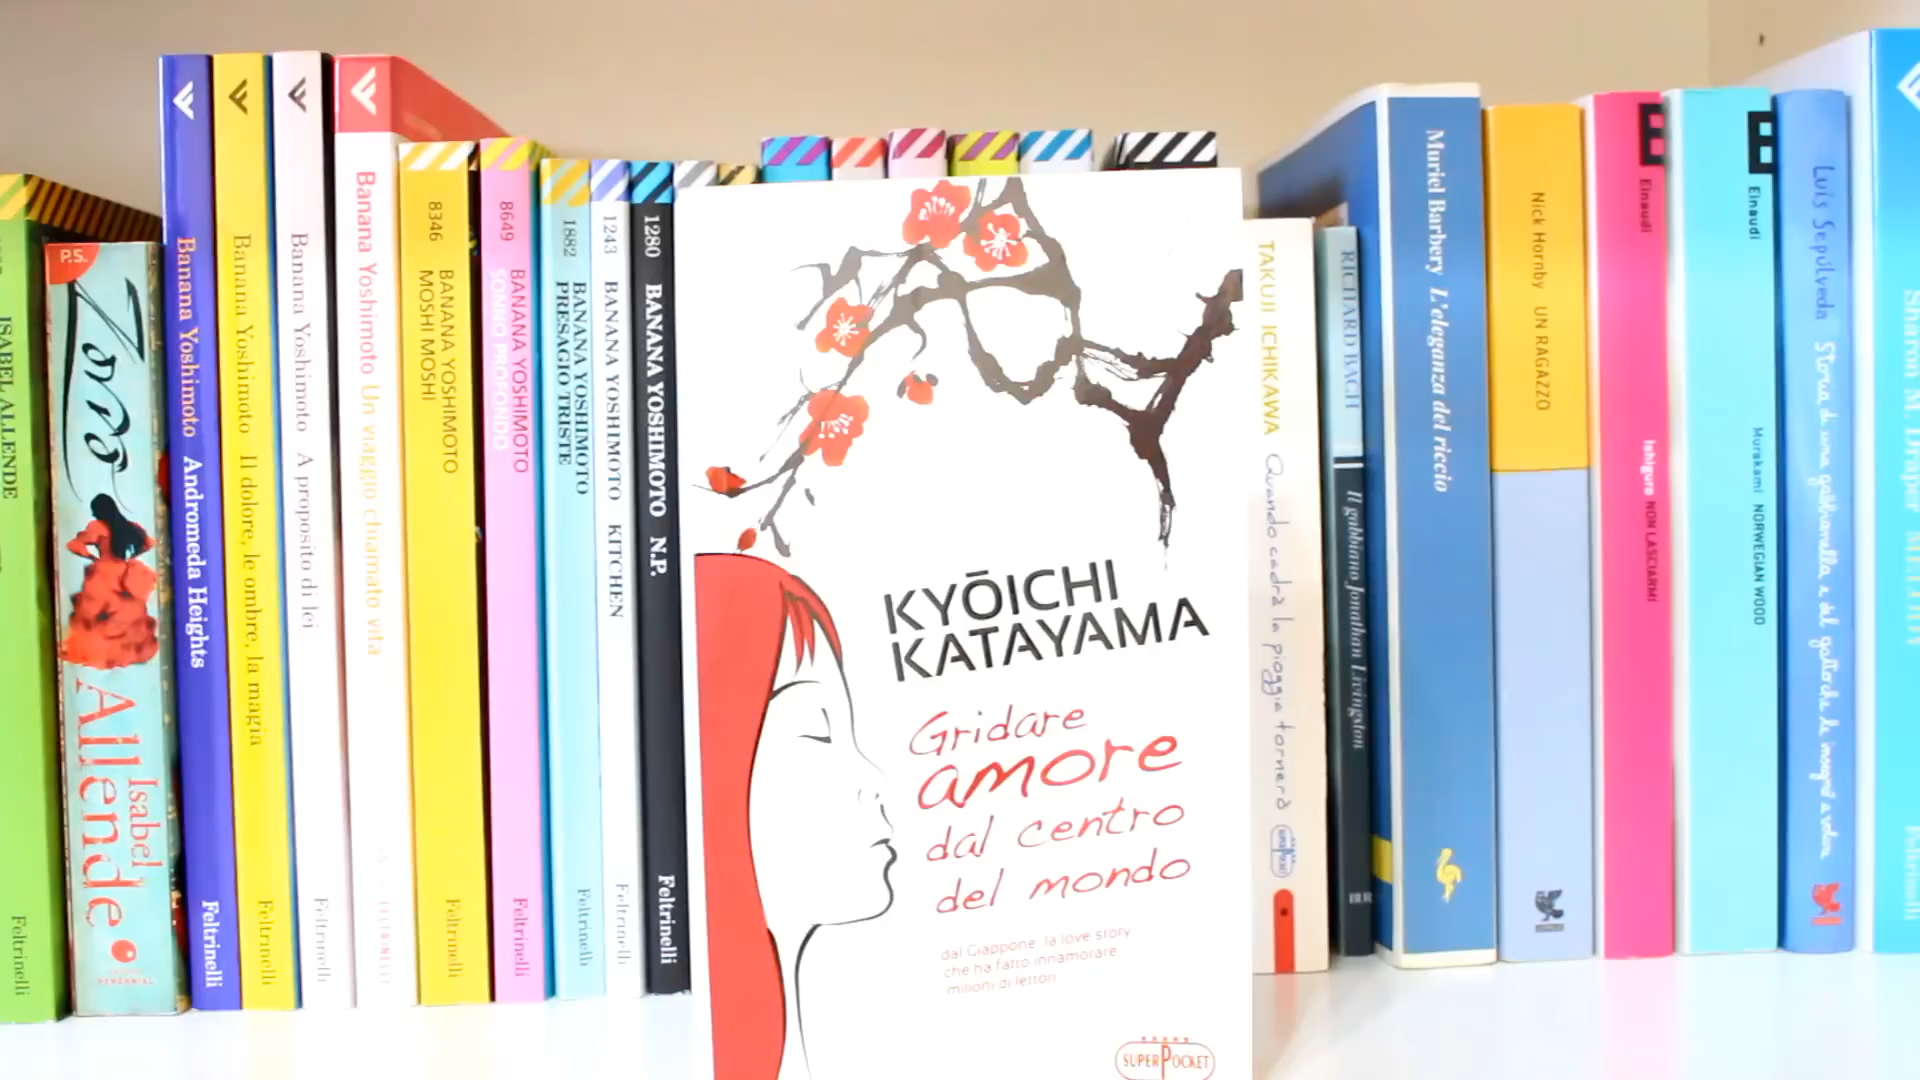 ISABEL ALLENDE
Feltrinelli
P.S.
Zorro
Isabel
Allende
Banana Yoshimoto Andromeda Heights
Feltrinelli
Banana Yoshimoto Il dolore, le ombre, la magia
Feltrinelli
Banana Yoshimoto A proposito di lei
Feltrinelli
Banana Yoshimoto Un viaggio chiamato vita
FELTRINELLI
8346
BANANA YOSHIMOTO
MOSHI MOSHI
Feltrinelli
8649
BANANA YOSHIMOTO
SONNO PROFONDO
Feltrinelli
1882
BANANA YOSHIMOTO
PRESAGIO TRISTE
Feltrinelli
1243
BANANA YOSHIMOTO KITCHEN
Feltrinelli
1280
BANANA YOSHIMOTO N.P.
Feltrinelli
KYŌICHI
KATAYAMA
Gridare
amore
dal centro
del mondo
dal Giappone la love story
che ha fatto innamorare
milioni di lettori
SUPERPOCKET
TAKUJI ICHIKAWA Quando cadrà la pioggia tornerò
RICHARD BACH
Il gabbiano Jonathan Livingston
BUR
Muriel Barbery L'eleganza del riccio
Nick Hornby UN RAGAZZO
Einaudi
Ishiguro NON LASCIARMI
Einaudi
Murakami NORWEGIAN WOOD
Luis Sepúlveda Storia di una gabbianella e del gatto che le insegnò a volare
Sharon M. Draper MELODY
Feltrinelli